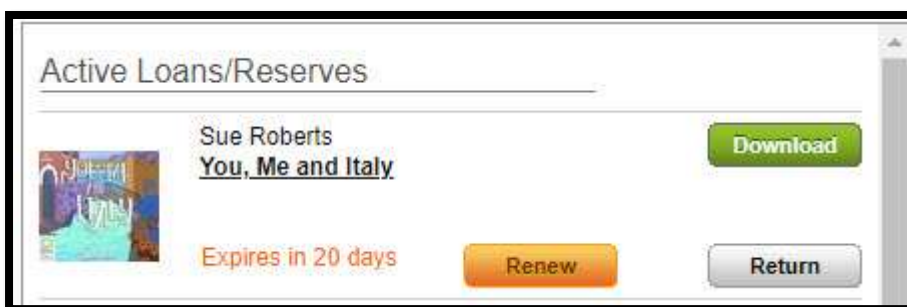 Active Loans/Reserves
Sue Roberts
You, Me and Italy
Download
Expires in 20 days
Renew
Return